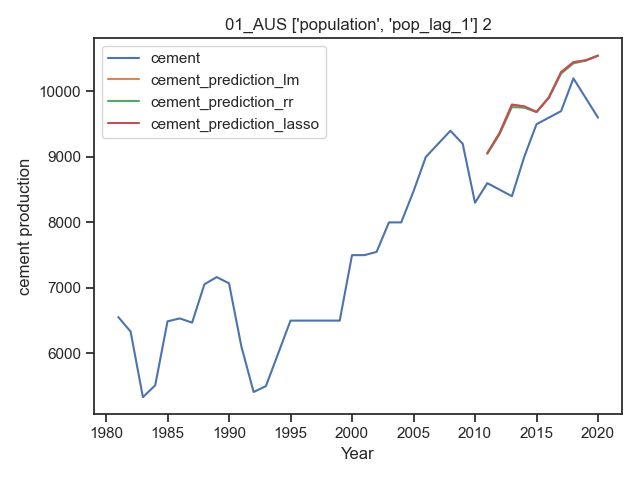 01_AUS ['population', 'pop_lag_1'] 2
cement
cement_prediction_lm
cement_prediction_rr
cement_prediction_lasso
cement production
10000
9000
8000
7000
6000
1980 1985 1990 1995 2000 2005 2010 2015 2020
Year